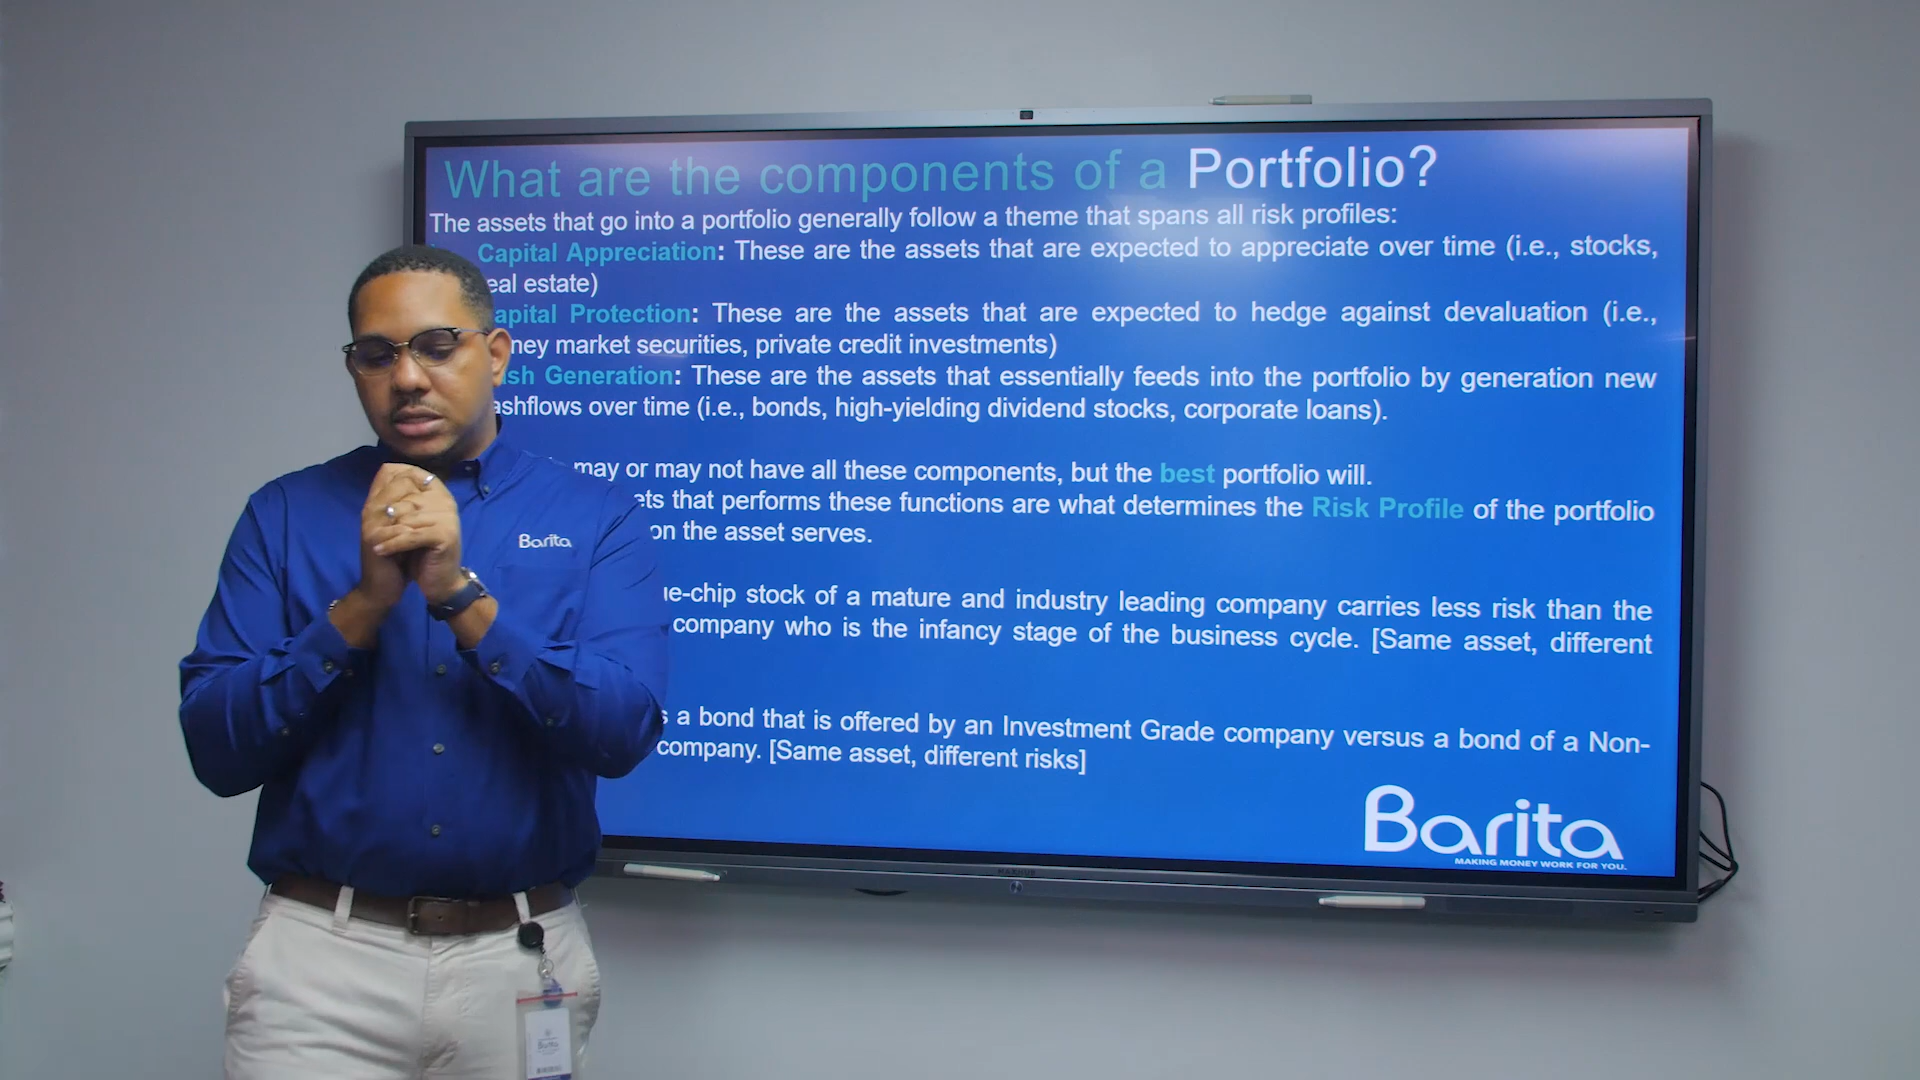 What are the components of a Portfolio?
The assets that go into a portfolio generally follow a theme that spans all risk profiles:
Capital Appreciation: These are the assets that are expected to appreciate over time (i.e., stocks,
eal estate)
apital Protection: These are the assets that are expected to hedge against devaluation (i.e.,
ney market securities, private credit investments)
ash Generation: These are the assets that essentially feeds into the portfolio by generation new
ashflows over time (i.e., bonds, high-yielding dividend stocks, corporate loans).
may or may not have all these components, but the best portfolio will.
ets that performs these functions are what determines the Risk Profile of the portfolio
on the asset serves.
ue-chip stock of a mature and industry leading company carries less risk than the
company who is the infancy stage of the business cycle. [Same asset, different
s a bond that is offered by an Investment Grade company versus a bond of a Non-
company. [Same asset, different risks]
Barita
MAKING MONEY WORK FOR YOU.
Barita
Barita